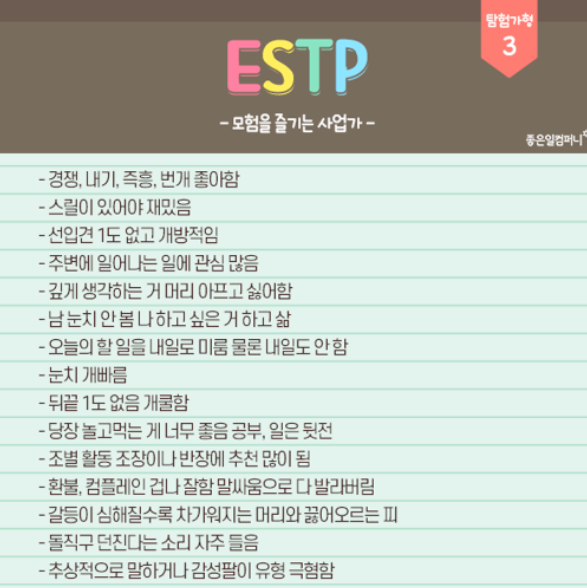 탐험가형
3
ESTP
- 모험을 즐기는 사업가 -
좋은일컴퍼니
- 경쟁, 내기, 즉흥, 번개 좋아함
- 스릴이 있어야 재밌음
- 선입견 1도 없고 개방적임
- 주변에 일어나는 일에 관심 많음
- 깊게 생각하는 거 머리 아프고 싫어함
- 남 눈치 안 봄 나 하고 싶은 거 하고 삶
- 오늘의 할 일을 내일로 미룸 물론 내일도 안 함
- 눈치 개빠름
- 뒤끝 1도 없음 개쿨함
- 당장 놀고먹는 게 너무 좋음 공부, 일은 뒷전
- 조별 활동 조장이나 반장에 추천 많이 됨
- 환불, 컴플레인 겁나 잘함 말싸움으로 다 발라버림
- 갈등이 심해질수록 차가워지는 머리와 끓어오르는 피
- 돌직구 던진다는 소리 자주 들음
- 추상적으로 말하거나 감성팔이 유형 극혐함